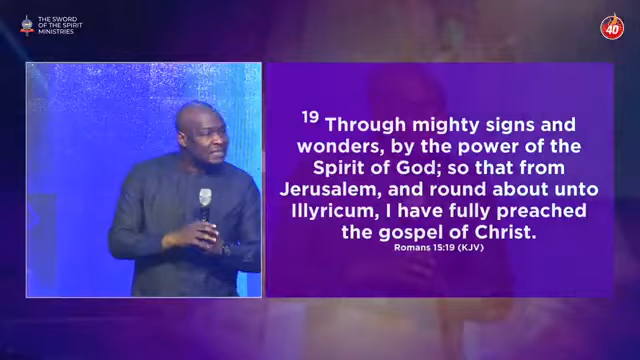 THE SWORD
OF THE SPIRIT
MINISTRIES
40
19 Through mighty signs and
wonders, by the power of the
Spirit of God; so that from
Jerusalem, and round about unto
Illyricum, I have fully preached
the gospel of Christ.
Romans 15:19 (KJV)